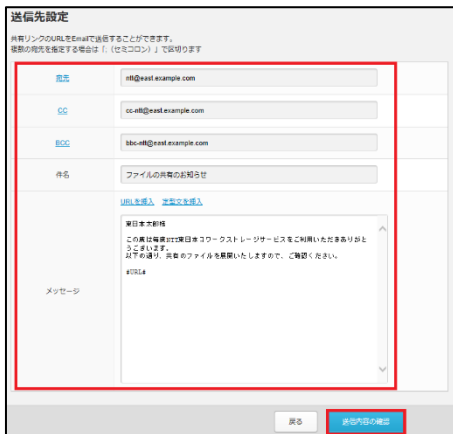 送信先設定
共有リンクのURLをEmailで送信することができます。
複数の宛先を指定する場合は「;（セミコロン）」で区切ります
宛先
ntt@east.example.com
CC
cc-ntt@east.example.com
BCC
bbc-ntt@east.example.com
件名
ファイルの共有のお知らせ
URLを挿入 定型文を挿入
メッセージ
東日本太郎様
この度は毎度NTT東日本コワークストレージサービスをご利用いただきありがと
うございます。
以下の通り、共有のファイルを展開いたしますので、ご確認ください。
#URL#
戻る 送信内容の確認